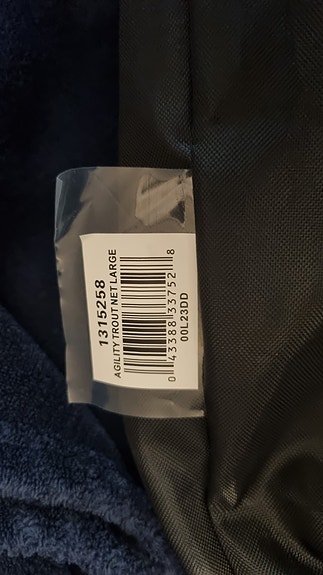 1315258
AGILITY TROUT NET LARGE
0 43388 33752 8
00L23DD